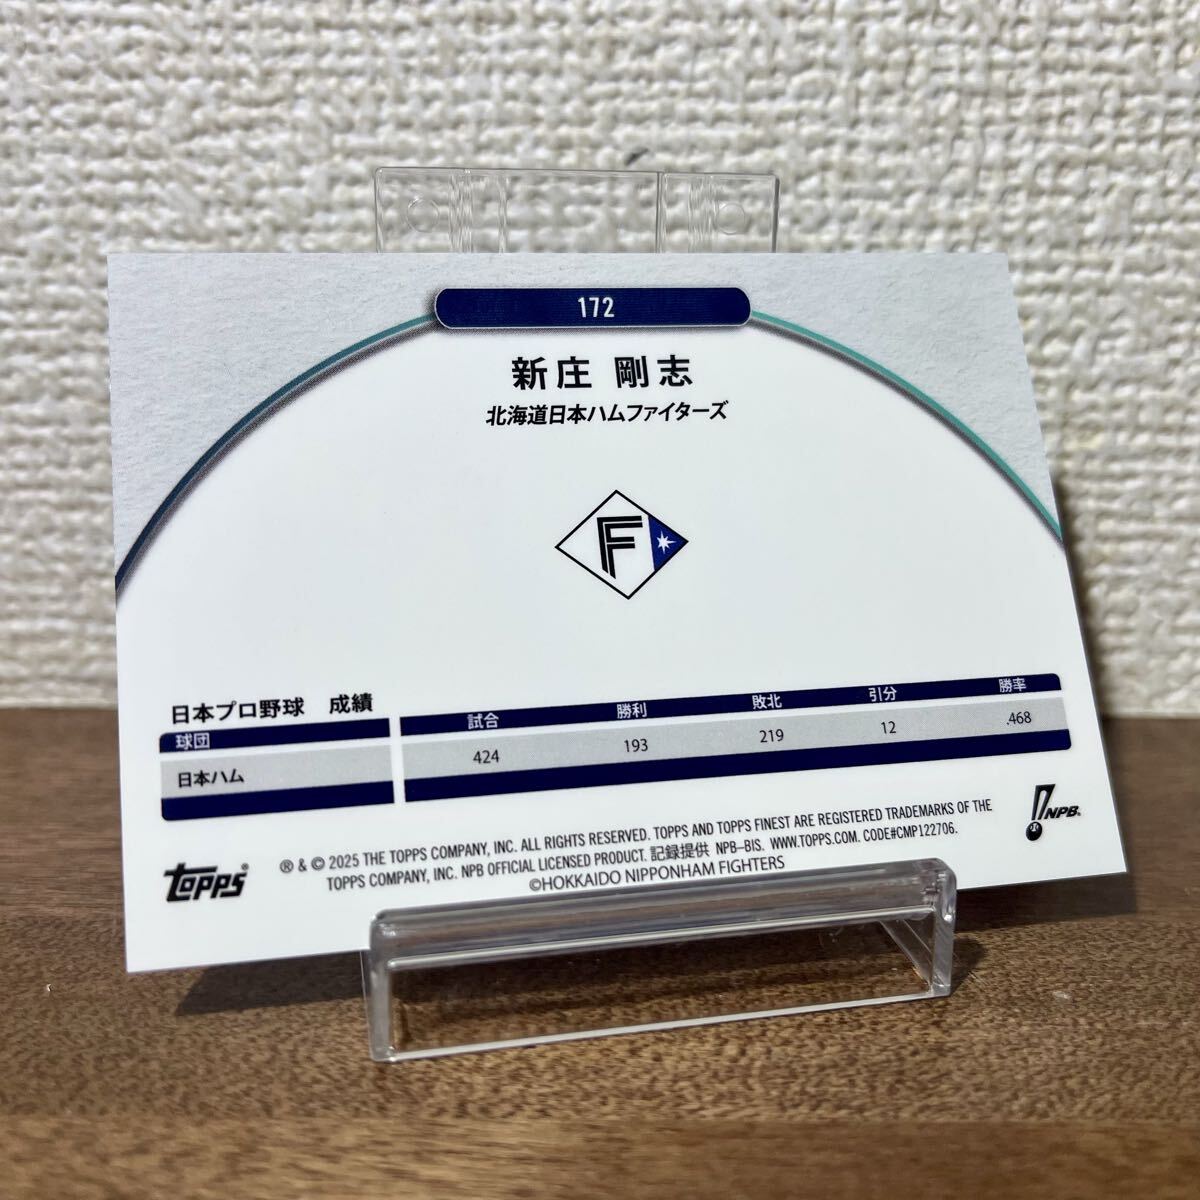 172
新庄 剛志
北海道日本ハムファイターズ
F
日本プロ野球 成績
球団 試合 勝利 敗北 引分 勝率
日本ハム 424 193 219 12 .468
TOPPS®
® & © 2025 THE TOPPS COMPANY, INC. ALL RIGHTS RESERVED. TOPPS AND TOPPS FINEST ARE REGISTERED TRADEMARKS OF THE
TOPPS COMPANY, INC. NPB OFFICIAL LICENSED PRODUCT. 記録提供 NPB-BIS. WWW.TOPPS.COM. CODE#CMP122706.
©HOKKAIDO NIPPONHAM FIGHTERS
NPB®